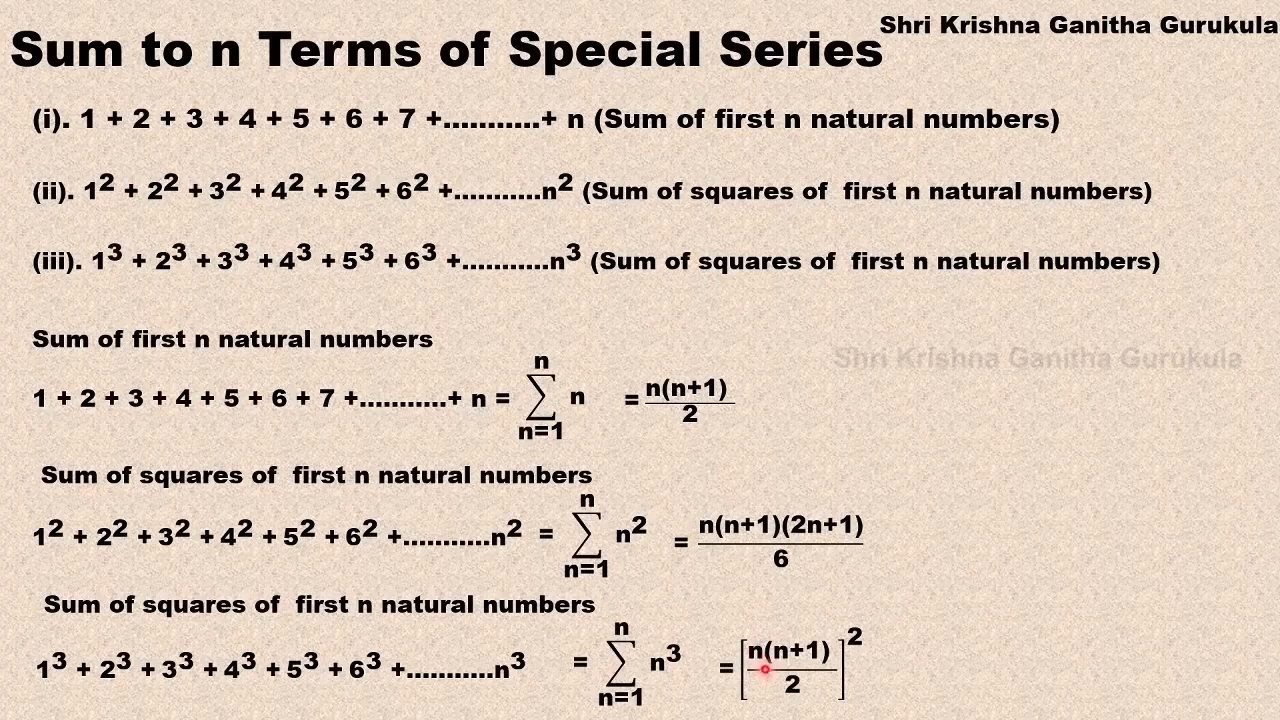 Shri Krishna Ganitha Gurukula
Sum to n Terms of Special Series
(i). 1 + 2 + 3 + 4 + 5 + 6 + 7 +...........+ n (Sum of first n natural numbers)
(ii). 1² + 2² + 3² + 4² + 5² + 6² +...........n² (Sum of squares of first n natural numbers)
(iii). 1³ + 2³ + 3³ + 4³ + 5³ + 6³ +...........n³ (Sum of squares of first n natural numbers)
Sum of first n natural numbers
Shri Krishna Ganitha Gurukula
1 + 2 + 3 + 4 + 5 + 6 + 7 +...........+ n = ∑ n=1 n n = n(n+1)/2
Sum of squares of first n natural numbers
1² + 2² + 3² + 4² + 5² + 6² +...........n² = ∑ n=1 n n² = n(n+1)(2n+1)/6
Sum of squares of first n natural numbers
1³ + 2³ + 3³ + 4³ + 5³ + 6³ +...........n³ = ∑ n=1 n n³ = [n(n+1)/2]²